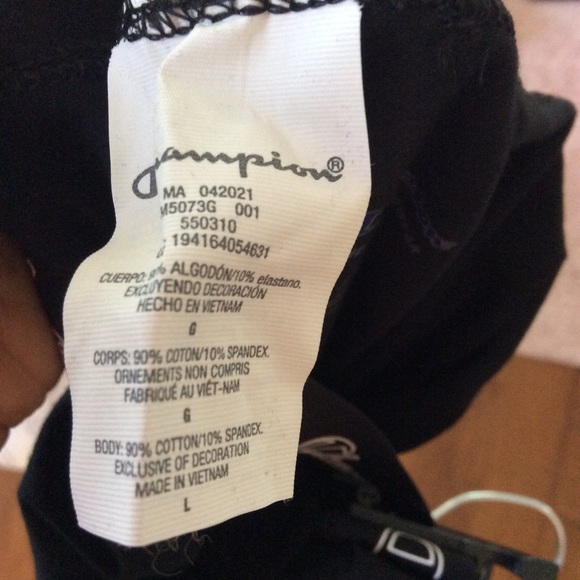 Champion®
MA 042021
M5073G 001
550310
194164054631
CUERPO: 90% ALGODÓN/10% elastano.
EXCLUYENDO DECORACIÓN
HECHO EN VIETNAM
G
CORPS: 90% COTON/10% SPANDEX.
ORNEMENTS NON COMPRIS
FABRIQUÉ AU VIÊT-NAM
G
BODY: 90% COTTON/10% SPANDEX.
EXCLUSIVE OF DECORATION
MADE IN VIETNAM
L